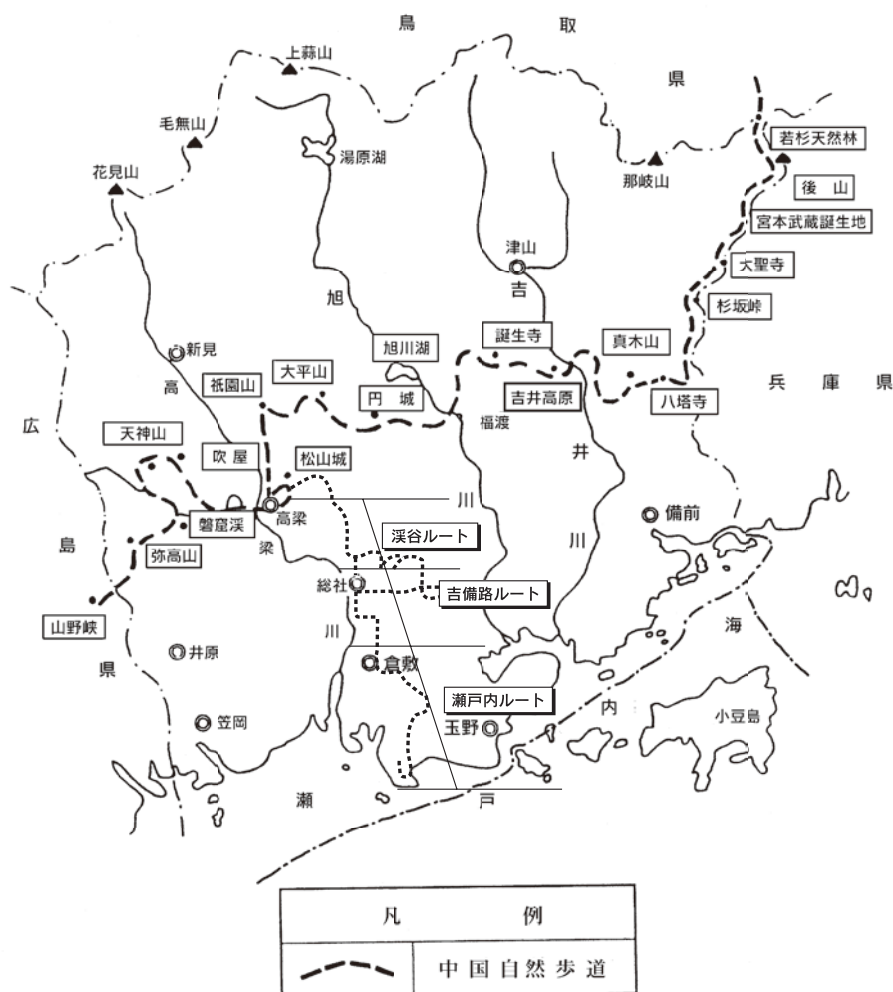 鳥取県
上蒜山
毛無山
湯原湖
花見山
那岐山
若杉天然林
後山
宮本武蔵誕生地
大聖寺
杉坂峠
津山
吉
旭
新見
高
祇園山
大平山
旭川湖
円城
誕生寺
吉井高原
真木山
八塔寺
兵庫県
福渡
井
広
天神山
吹屋
松山城
高梁
磐窟渓
梁
島
弥高山
川
川
備前
渓谷ルート
総社
吉備路ルート
山野峡
県
井原
川
倉敷
海
瀬戸内ルート
内
小豆島
笠岡
玉野
瀬
戸
凡例
中国自然歩道